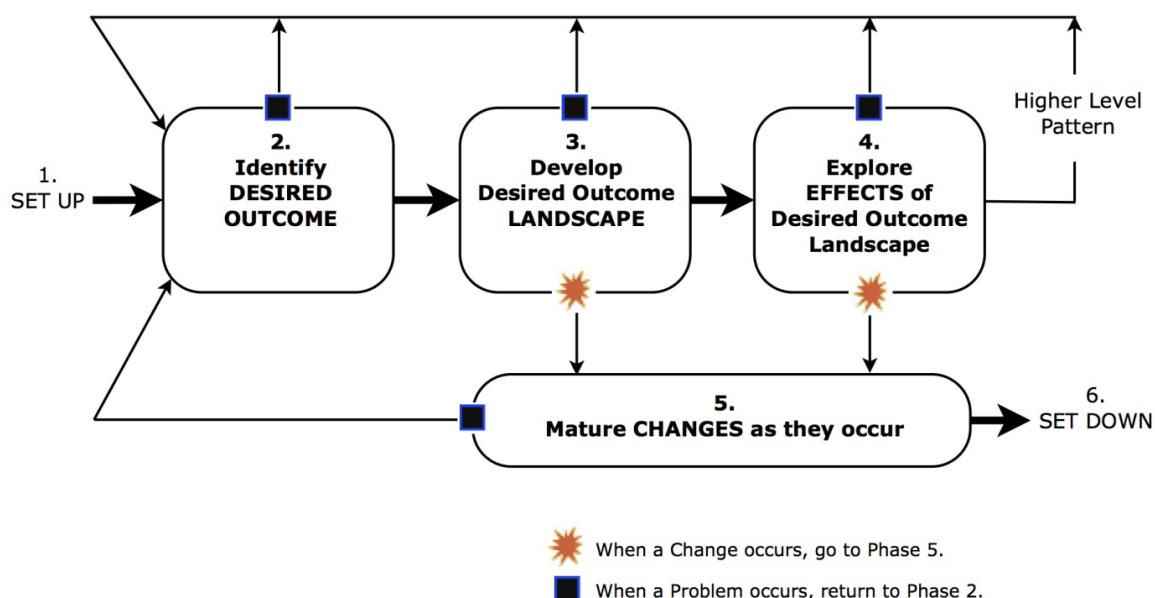 1.
SET UP
2.
Identify
DESIRED
OUTCOME
3.
Develop
Desired Outcome
LANDSCAPE
4.
Explore
EFFECTS of
Desired Outcome
Landscape
Higher Level
Pattern
5.
Mature CHANGES as they occur
6.
SET DOWN
When a Change occurs, go to Phase 5.
When a Problem occurs, return to Phase 2.